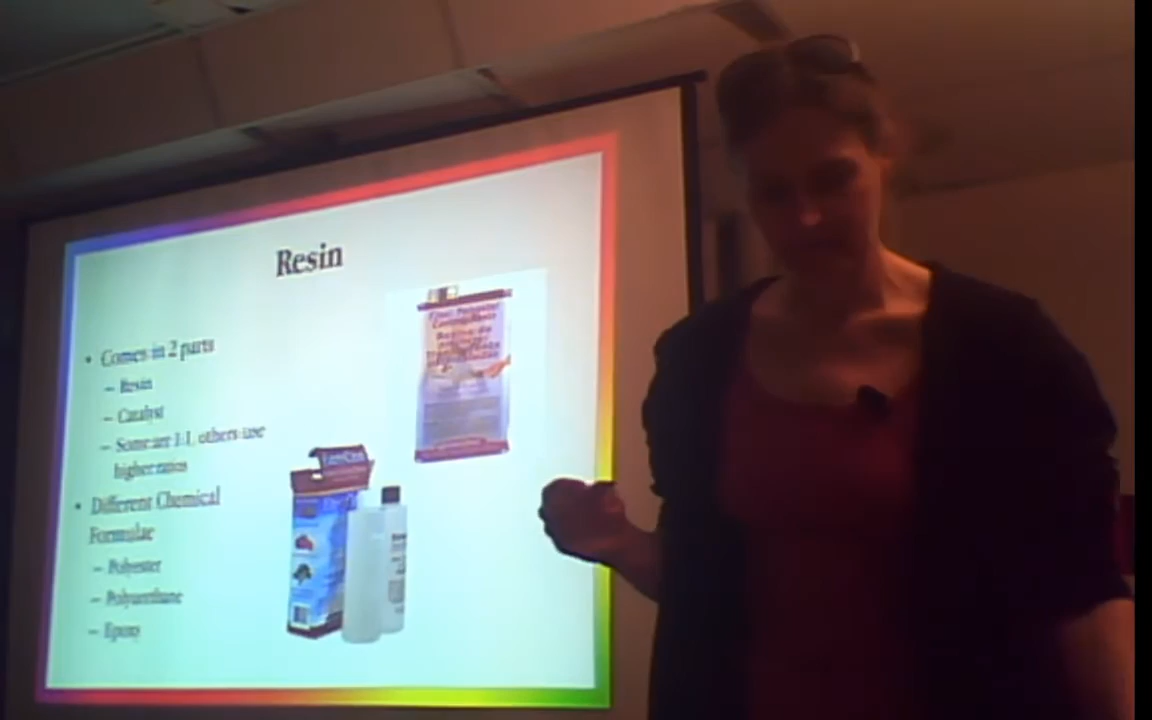 Resin
• Comes in 2 parts
– Resin
– Catalyst
– Some are 1:1, others use
higher ratios
• Different Chemical
Formulae
– Polyester
– Polyurethane
– Epoxy